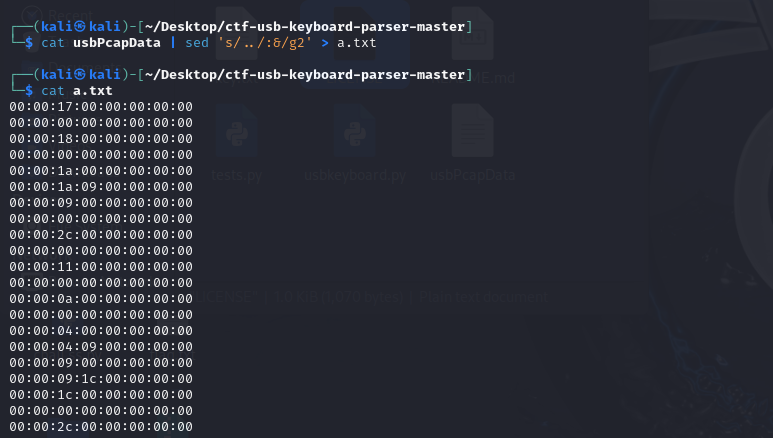 ┌──(kali㉿kali)-[~/Desktop/ctf-usb-keyboard-parser-master]
└─$ cat usbPcapData | sed 's/../:&/g2' > a.txt
┌──(kali㉿kali)-[~/Desktop/ctf-usb-keyboard-parser-master]
└─$ cat a.txt
00:00:17:00:00:00:00:00
00:00:00:00:00:00:00:00
00:00:18:00:00:00:00:00
00:00:00:00:00:00:00:00
00:00:1a:00:00:00:00:00
00:00:1a:09:00:00:00:00
00:00:09:00:00:00:00:00
00:00:00:00:00:00:00:00
00:00:2c:00:00:00:00:00
00:00:00:00:00:00:00:00
00:00:11:00:00:00:00:00
00:00:00:00:00:00:00:00
00:00:0a:00:00:00:00:00
00:00:00:00:00:00:00:00
00:00:04:00:00:00:00:00
00:00:04:09:00:00:00:00
00:00:09:00:00:00:00:00
00:00:09:1c:00:00:00:00
00:00:1c:00:00:00:00:00
00:00:00:00:00:00:00:00
00:00:2c:00:00:00:00:00
tests.py usbkeyboard.py usbPcapData